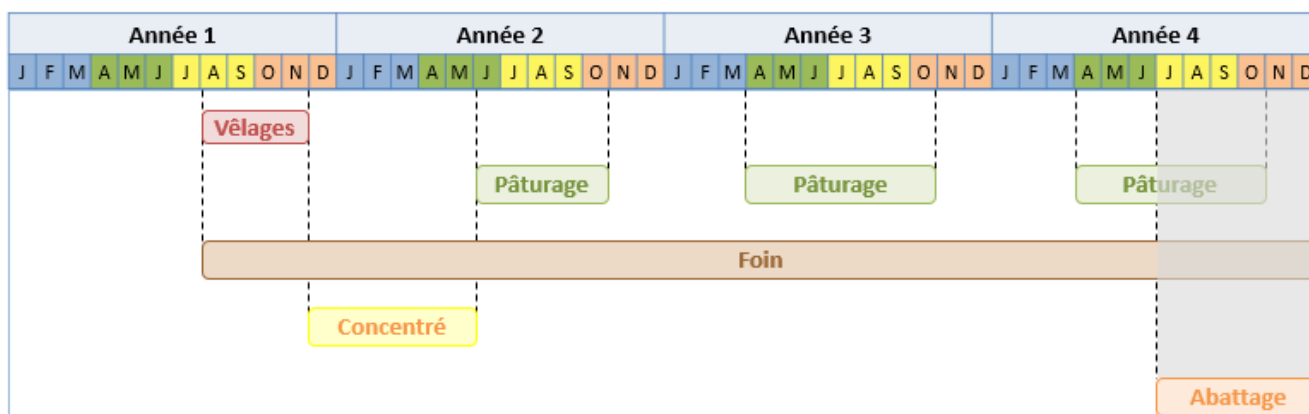 Année 1 Année 2 Année 3 Année 4
J F M A M J J A S O N D J F M A M J J A S O N D J F M A M J J A S O N D J F M A M J J A S O N D
Vêlages
Pâturage Pâturage Pâturage
Foin
Concentré
Abattage